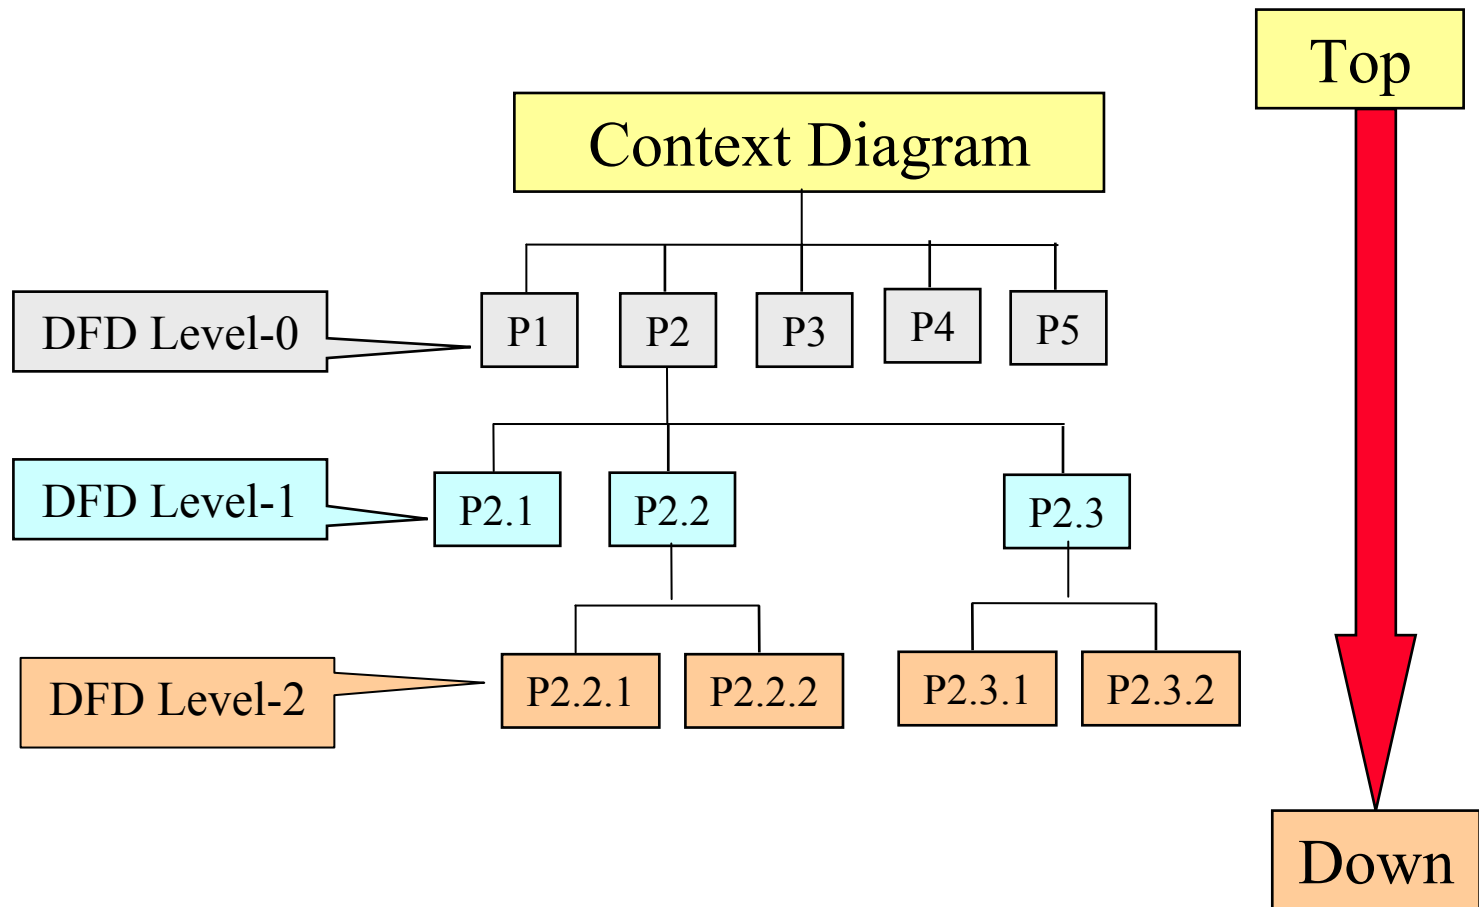 Top
Context Diagram
DFD Level-0
P1
P2
P3
P4
P5
DFD Level-1
P2.1
P2.2
P2.3
DFD Level-2
P2.2.1
P2.2.2
P2.3.1
P2.3.2
Down